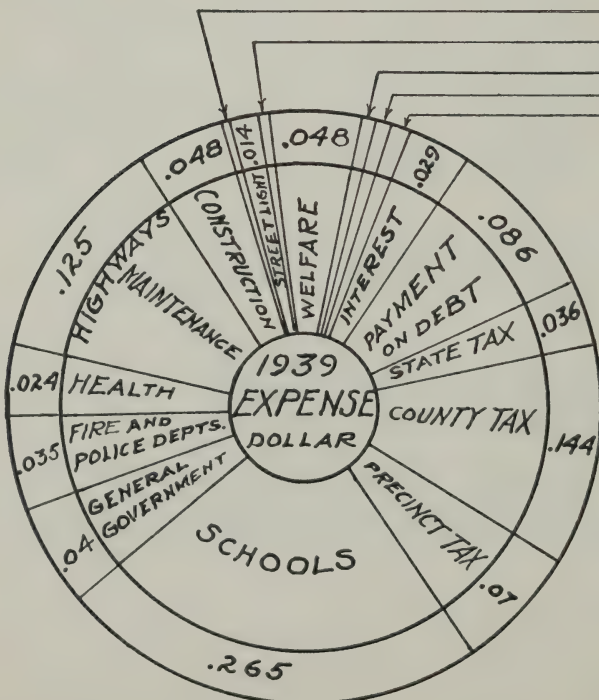 1939
EXPENSE
DOLLAR
.048
CONSTRUCTION
.014
STREET LIGHT
.048
WELFARE
.029
INTEREST
.086
PAYMENT
ON DEBT
.036
STATE TAX
.144
COUNTY TAX
.07
PRECINCT TAX
.265
SCHOOLS
.04
GENERAL
GOVERNMENT
.035
FIRE AND
POLICE DEPTS.
.024
HEALTH
.125
HIGHWAYS
MAINTENANCE